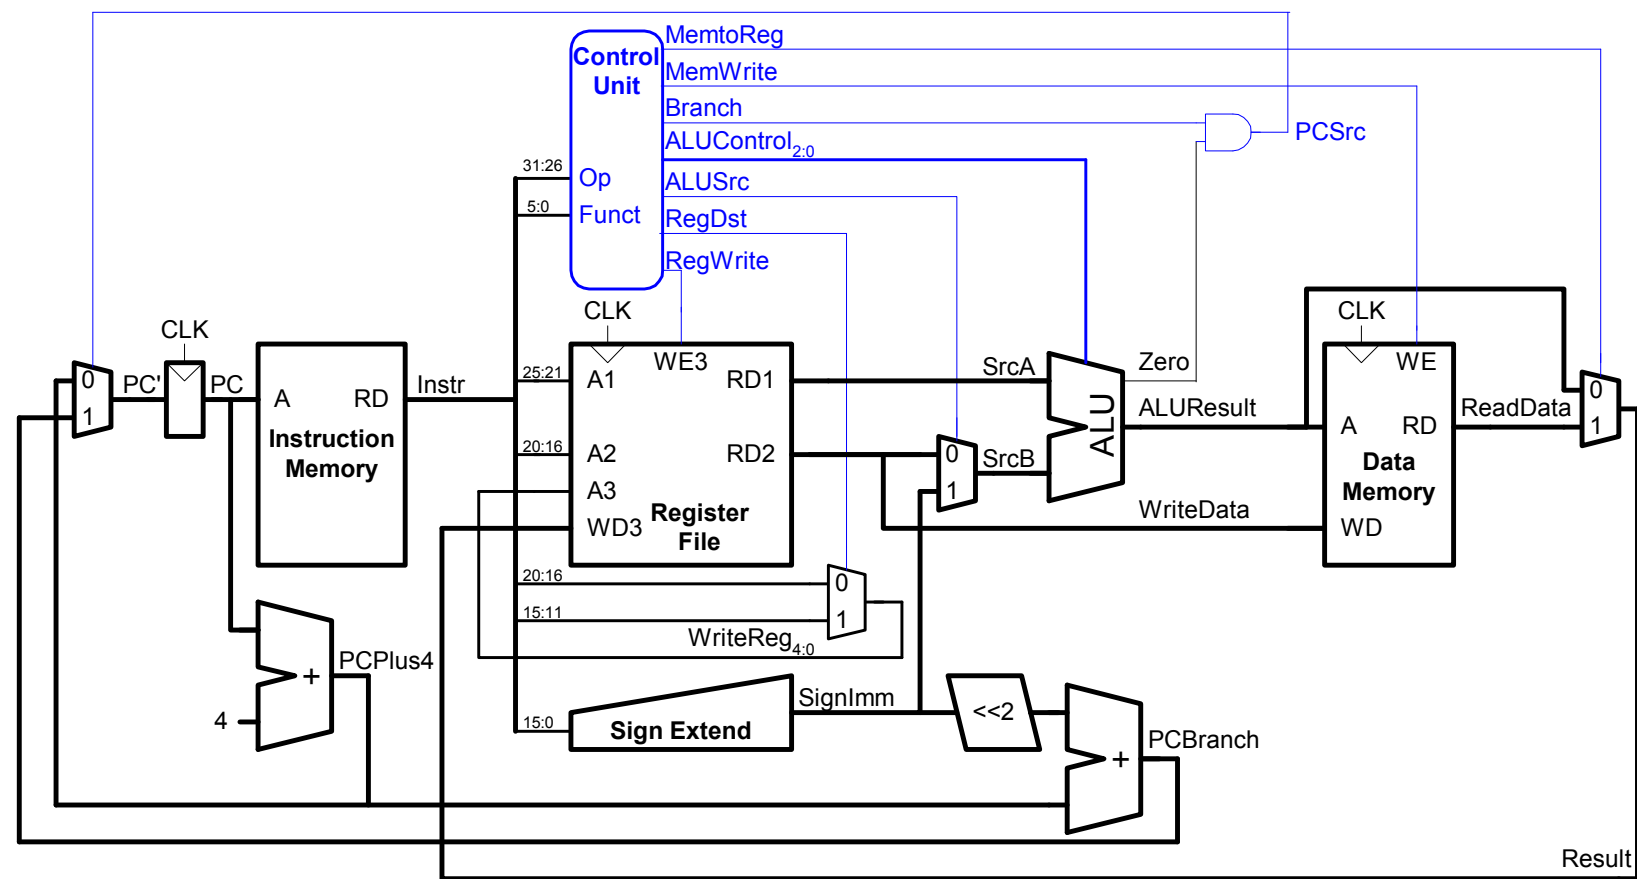 MemtoReg
Control
Unit
MemWrite
Branch
ALUControl2:0
PCSrc
31:26
Op
ALUSrc
5:0
Funct
RegDst
RegWrite
CLK
CLK
CLK
0
1
PC'
PC
A
RD
Instruction
Memory
Instr
25:21
A1
WE3
RD1
20:16
A2
RD2
A3
WD3
Register
File
SrcA
0
1
SrcB
ALU
Zero
ALUResult
WriteData
WE
A
RD
Data
Memory
WD
ReadData
0
1
20:16
0
15:11
1
WriteReg4:0
PCPlus4
+
4
15:0
Sign Extend
SignImm
<<2
+
PCBranch
Result